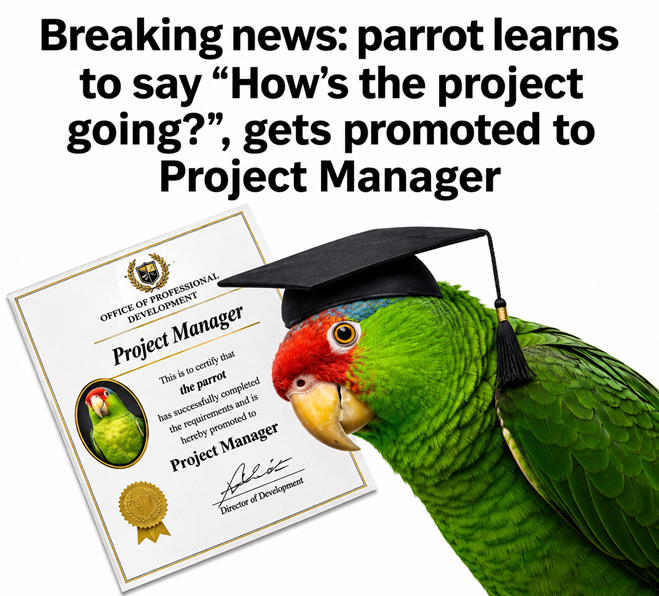 Breaking news: parrot learns
to say “How’s the project
going?”, gets promoted to
Project Manager
OFFICE OF PROFESSIONAL
DEVELOPMENT
Project Manager
This is to certify that
the parrot
has successfully completed
the requirements and is
hereby promoted to
Project Manager
Director of Development